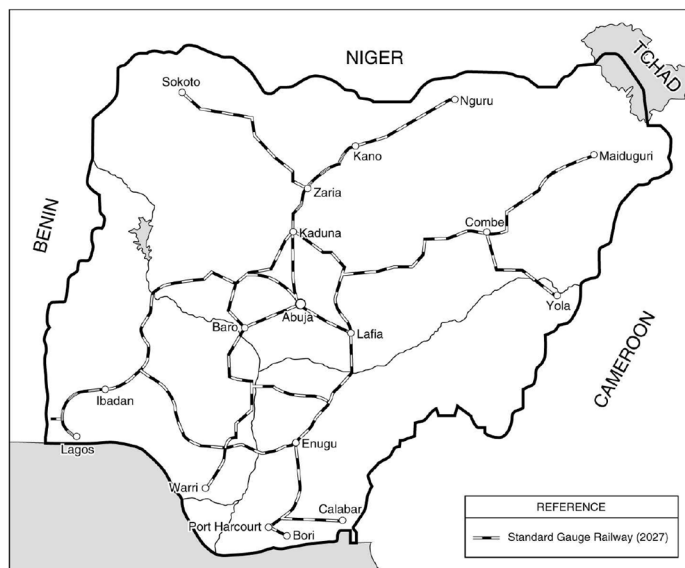 NIGER
TCHAD
Sokoto
Nguru
Kano
Maiduguri
Zaria
BENIN
Kaduna
Combe
Abuja
Yola
Baro
Lafia
CAMEROON
Ibadan
Lagos
Enugu
Warri
Calabar
Port Harcourt
Bori
REFERENCE
Standard Gauge Railway (2027)